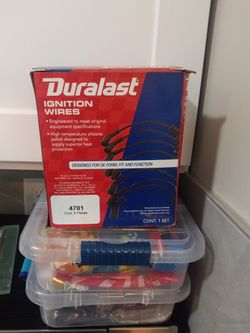 Duralast
IGNITION
WIRES
• Engineered to meet original
equipment specifications
• High temperature silicone
jacket designed to
supply superior heat
protection.
DESIGNED FOR OE FORM, FIT AND FUNCTION
4701
CONT. 1 SET